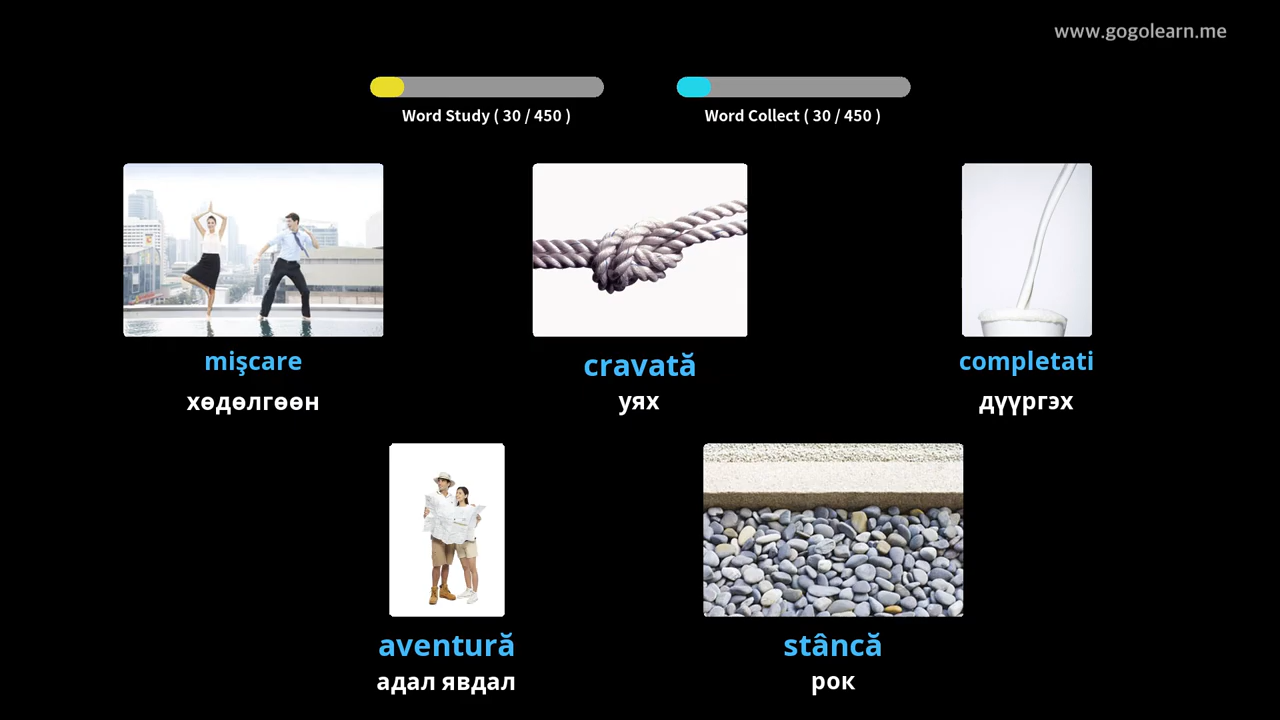 www.gogolearn.me
Word Study ( 30 / 450 )
Word Collect ( 30 / 450 )
mişcare
хөдөлгөөн
cravată
уях
completati
дүүргэх
aventură
адал явдал
stâncă
рок